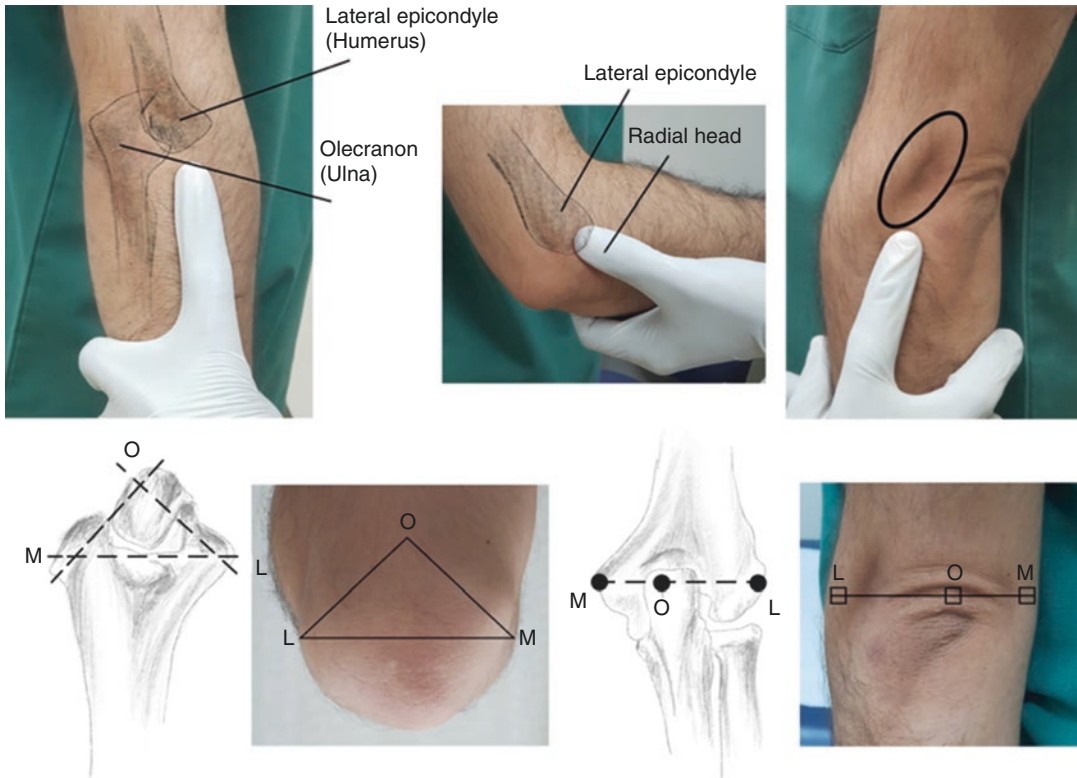 Lateral epicondyle
(Humerus)
Olecranon
(Ulna)
Lateral epicondyle
Radial head
O
M
O
L
L
M
M
O
L
L
O
M